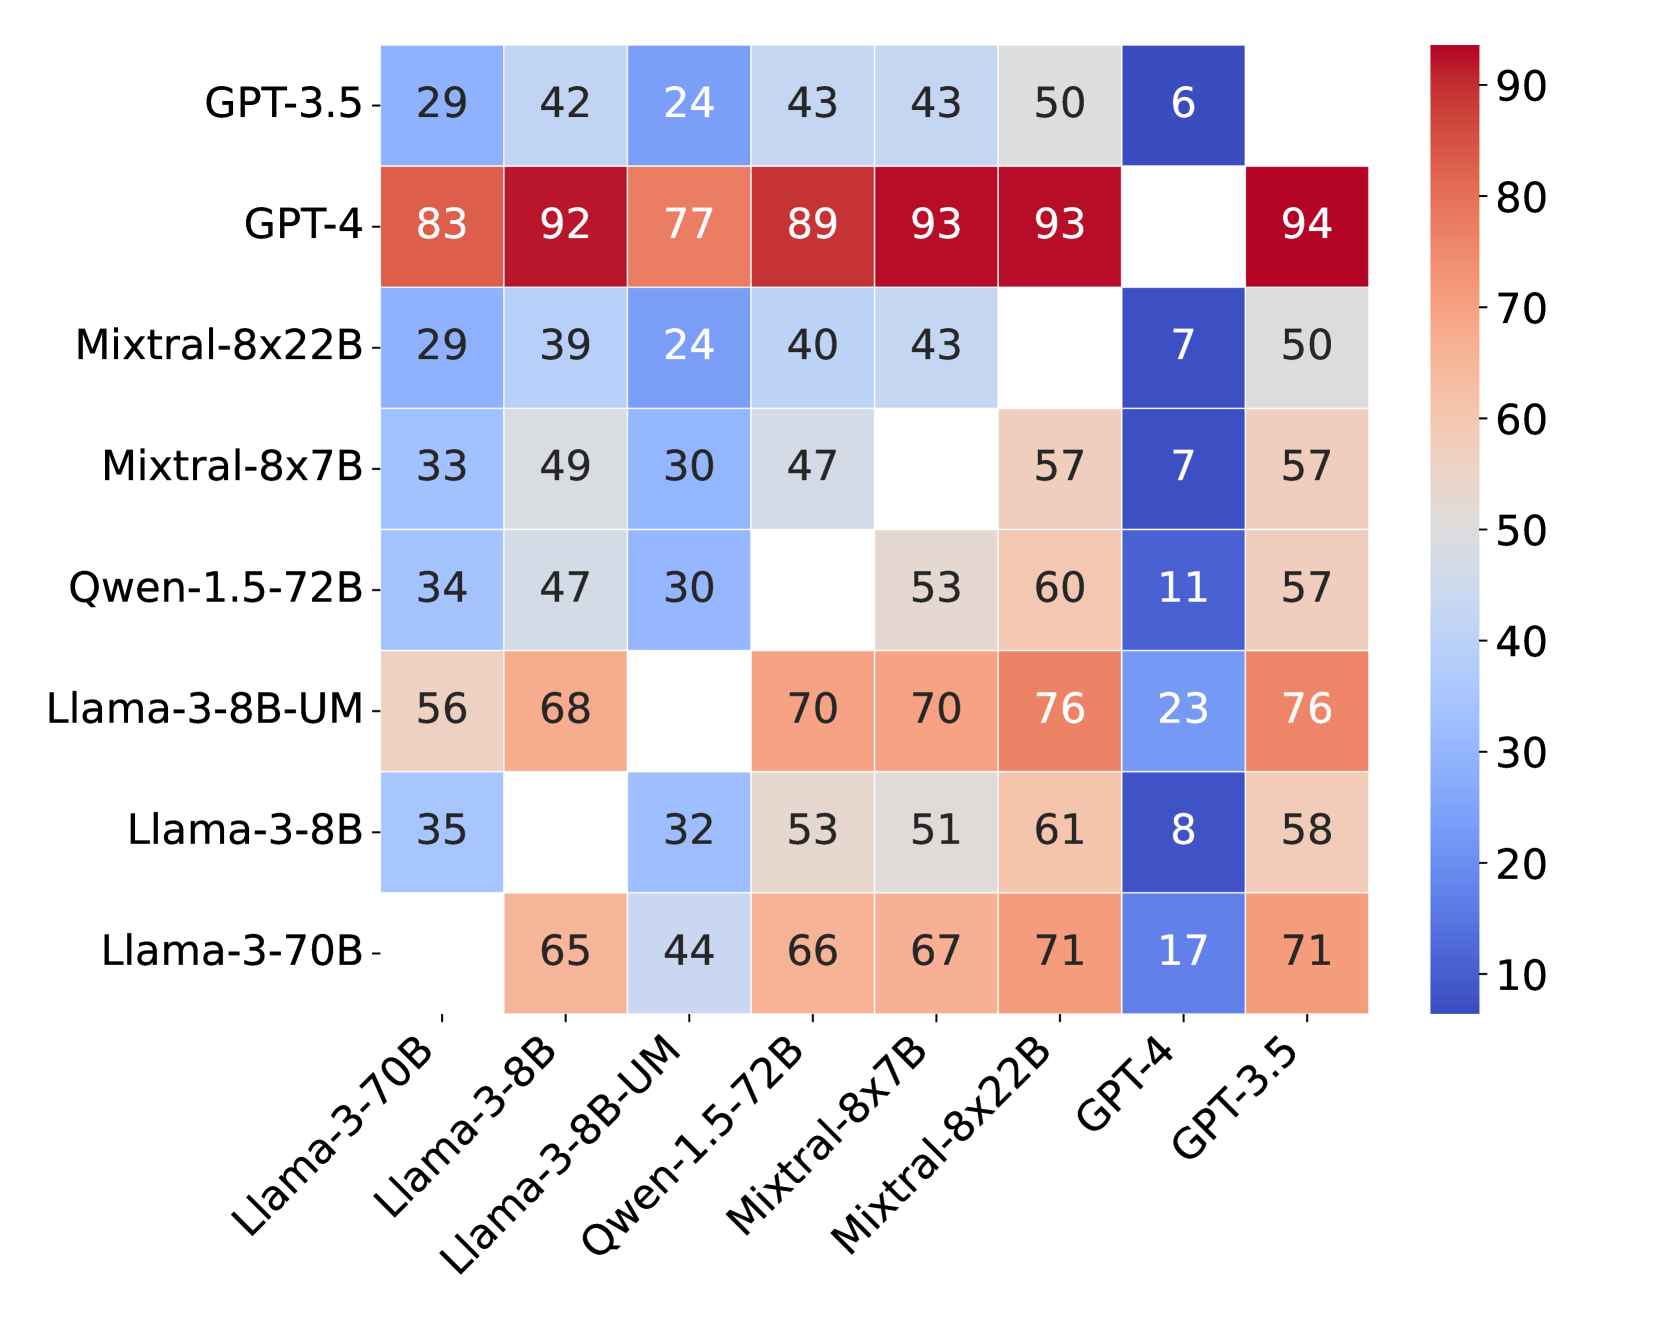 GPT-3.5 29 42 24 43 43 50 6
GPT-4 83 92 77 89 93 93 94
Mixtral-8x22B 29 39 24 40 43 7 50
Mixtral-8x7B 33 49 30 47 57 7 57
Qwen-1.5-72B 34 47 30 53 60 11 57
Llama-3-8B-UM 56 68 70 70 76 23 76
Llama-3-8B 35 32 53 51 61 8 58
Llama-3-70B 65 44 66 67 71 17 71
Llama-3-70B
Llama-3-8B
Llama-3-8B-UM
Qwen-1.5-72B
Mixtral-8x7B
Mixtral-8x22B
GPT-4
GPT-3.5
90
80
70
60
50
40
30
20
10